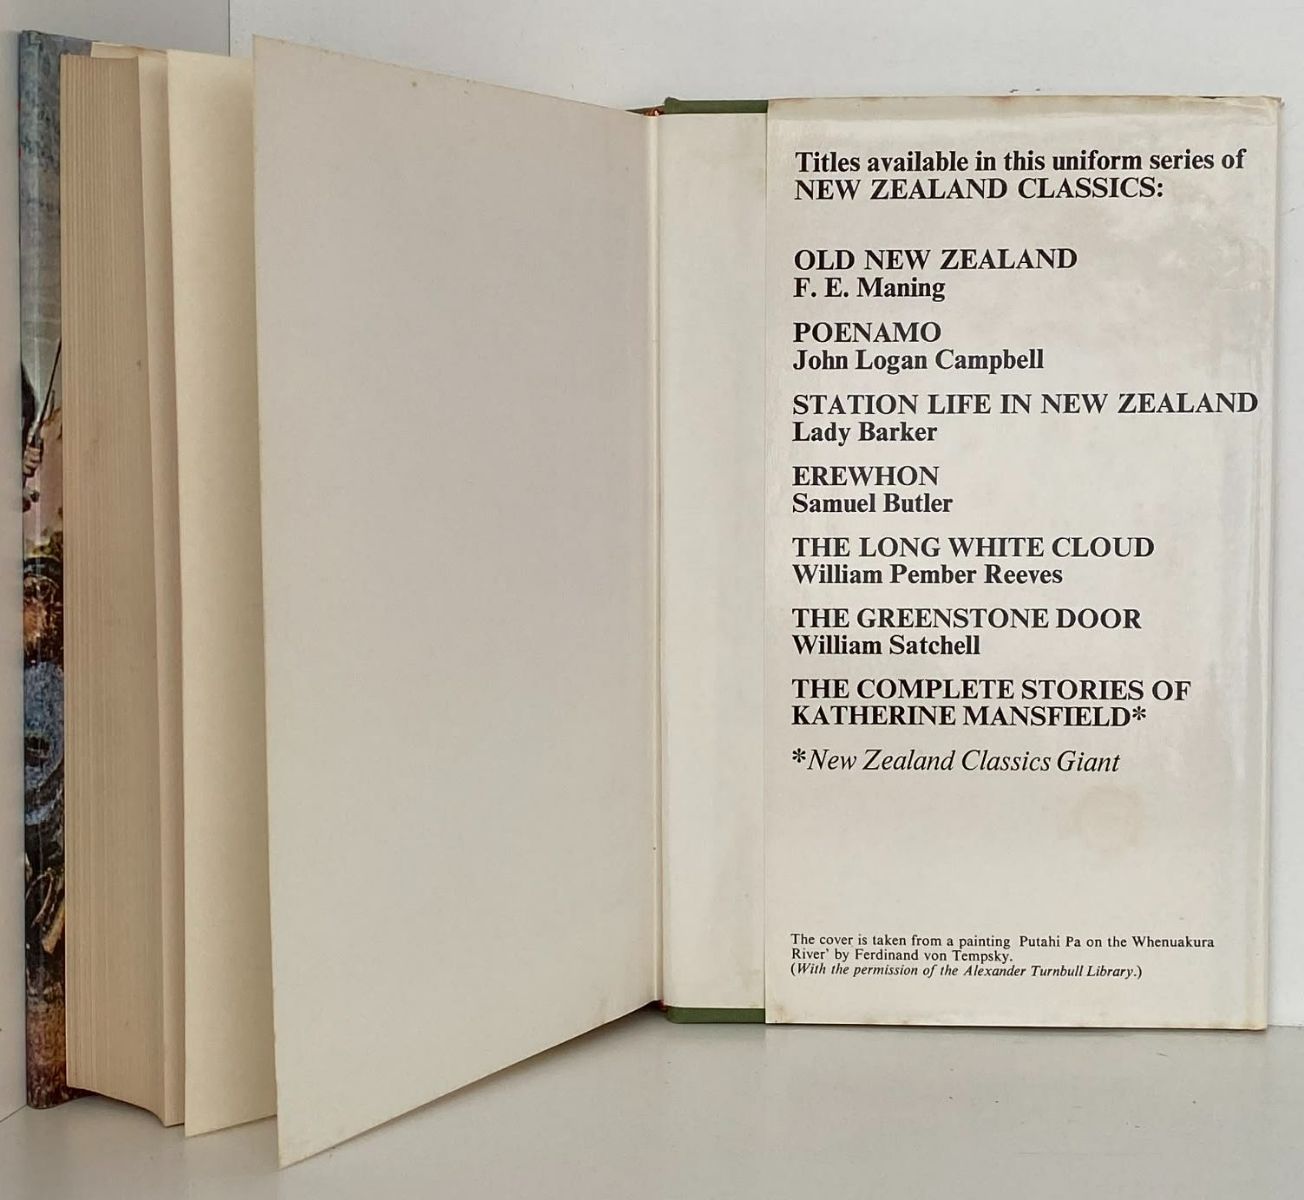 Titles available in this uniform series of
NEW ZEALAND CLASSICS:
OLD NEW ZEALAND
F. E. Maning
POENAMO
John Logan Campbell
STATION LIFE IN NEW ZEALAND
Lady Barker
EREWHON
Samuel Butler
THE LONG WHITE CLOUD
William Pember Reeves
THE GREENSTONE DOOR
William Satchell
THE COMPLETE STORIES OF
KATHERINE MANSFIELD*
*New Zealand Classics Giant
The cover is taken from a painting Putahi Pa on the Whenuakura
River' by Ferdinand von Tempsky.
(With the permission of the Alexander Turnbull Library.)